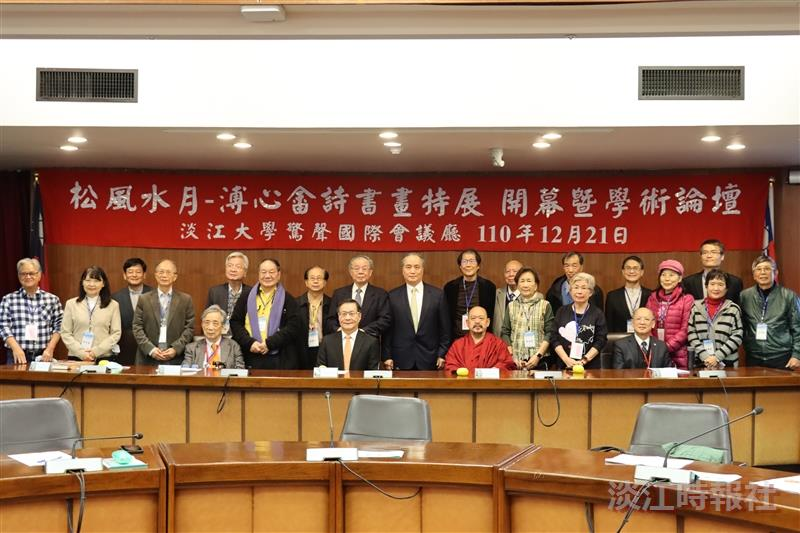 松風水月-溥心畬詩書畫特展 開幕暨學術論壇
淡江大學驚聲國際會議廳 110年12月21日
淡江時報社